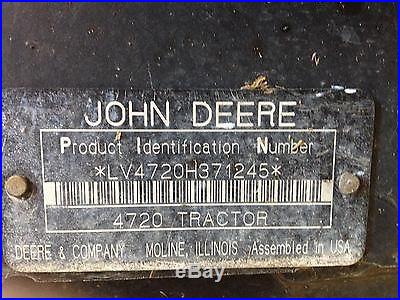 JOHN DEERE
Product Identification Number
*LV4720H371245*
4720 TRACTOR
DEERE & COMPANY MOLINE, ILLINOIS Assembled in USA